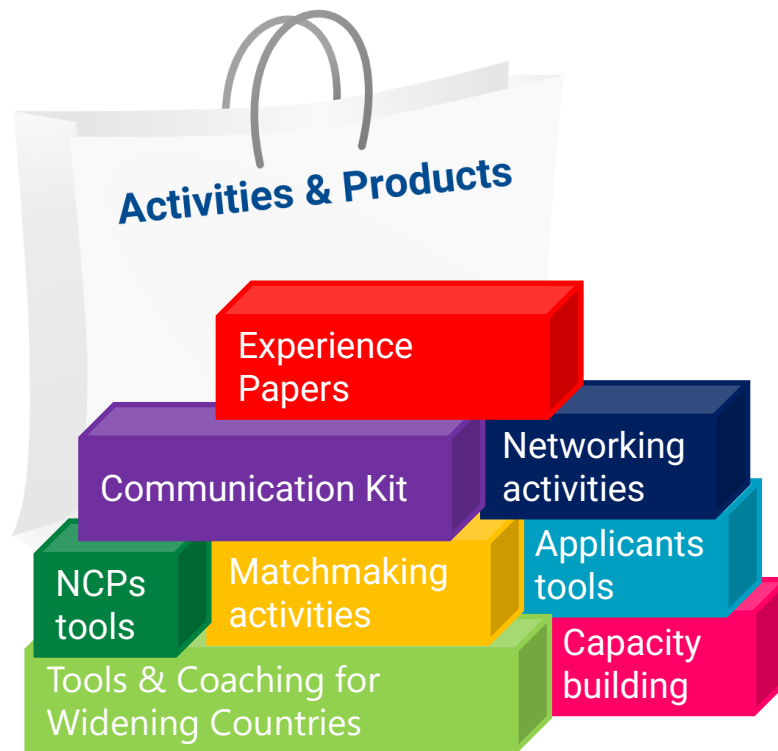 Activities & Products
Experience
Papers
Communication Kit
Networking
activities
NCPs
tools
Matchmaking
activities
Applicants
tools
Tools & Coaching for
Widening Countries
Capacity
building